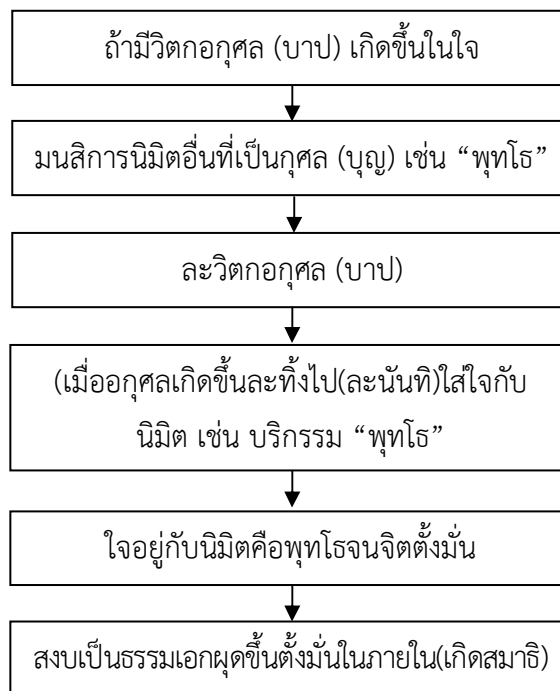 ถ้ามีวิตกอกุศล (บาป) เกิดขึ้นในใจ
มนสิการนิมิตอื่นที่เป็นกุศล (บุญ) เช่น “พุทโธ”
ละวิตกอกุศล (บาป)
(เมื่ออกุศลเกิดขึ้นละทิ้งไป(ละนันทิ)ใส่ใจกับ
นิมิต เช่น บริกรรม “พุทโธ”
ใจอยู่กับนิมิตคือพุทโธจนจิตตั้งมั่น
สงบเป็นธรรมเอกผุดขึ้นตั้งมั่นในภายใน(เกิดสมาธิ)